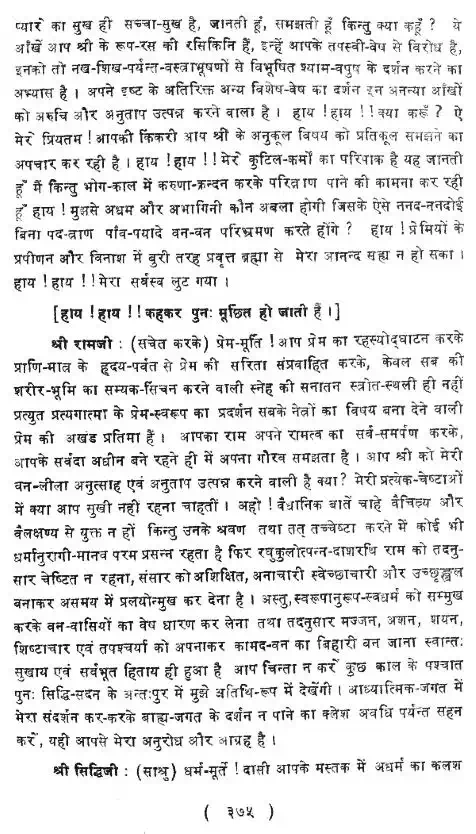 प्यारे का सुख ही सच्चा-सुख है, जानती हूँ, समझती हूँ किन्तु क्या कहूँ ? ये
आँखें आप श्री के रूप-रस की रसिकिनि हैं, इन्हें आपके तपस्वी-वेष से विरोध है,
इनको तो नख-शिख-पर्यन्त-वस्त्राभूषणों से विभूषित श्याम-वपुष के दर्शन करने का
अभ्यास है । अपने इष्ट के अतिरिक्त अन्य विशेष-वेष का दर्शन इन अनन्या आँखों
को अरुचि और अनुताप उत्पन्न करने वाला है । हाय ! हाय ! ! क्या करूँ ? ऐ
मेरे प्रियतम ! आपकी किंकरी आप श्री के अनुकूल विषय को प्रतिकूल समझने का
अपचार कर रही है । हाय ! हाय ! ! मेरे कुटिल-कर्मों का परिपाक है यह जानती
हूँ मैं किन्तु भोग-काल में करुणा-क्रन्दन करके परित्राण पाने की कामना कर रही
हूँ हाय ! मुझसे अधम और अभागिनी कौन अबला होगी जिसके ऐसे ननद-ननदोई
बिना पद-त्राण पाँव-पयादे वन-वन परिभ्रमण करते होंगे ? हाय ! प्रेमियों के
प्रपीणन और विनाश में बुरी तरह प्रवृत्त ब्रह्मा से मेरा आनन्द सह्य न हो सका ।
हाय ! हाय ! ! मेरा सर्वस्व लुट गया ।
[हाय ! हाय ! ! कहकर पुनः मूर्छित हो जाती हैं ।]
श्री रामजी : (सचेत करके) प्रेम-मूर्ति ! आप प्रेम का रहस्योद्घाटन करके
प्राणि-मात्र के हृदय-पर्वत से प्रेम की सरिता संप्रवाहित करके, केवल सब की
शरीर-भूमि का सम्यक-सिंचन करने वाली स्नेह की सनातन स्त्रोत-स्थली ही नहीं
प्रत्युत प्रत्यगात्मा के प्रेम-स्वरूप का प्रदर्शन सबके नेत्रों का विषय बना देने वाली
प्रेम की अखंड प्रतिमा हैं । आपका राम अपने रामत्व का सर्व-समर्पण करके,
आपके सर्वदा अधीन बने रहने ही में अपना गौरव समझता है । आप श्री को मेरी
वन-लीला अनुत्साह एवं अनुताप उत्पन्न करने वाली है क्या ? मेरी प्रत्येक-चेष्टाओं
में क्या आप सुखी नही रहना चाहतीं । अहो ! वैधानिक बातें चाहे वैचित्र्य और
वैलक्षण्य से युक्त न हों किन्तु उनके श्रवण तथा तत् तच्चेष्टा करने में कोई भी
धर्मानुरागी-मानव परम प्रसन्न रहता है फिर रघुकुलोत्पन्न-दाशरथि राम को तदनु-
सार चेष्टित न रहना, संसार को अशिक्षित, अनाचारी स्वेच्छाचारी और उच्छृङ्खल
बनाकर असमय में प्रलयोन्मुख कर देना है । अस्तु, स्वरूपानुरूप-स्वधर्म को सम्मुख
करके वन-वासियों का वेष धारण कर लेना तथा तदनुसार मज्जन, अशन, शयन,
शिष्टाचार एवं तपश्चर्या को अपनाकर कामद-वन का बिहारी बन जाना स्वान्तः
सुखाय एवं सर्वभूत हिताय ही हुआ है आप चिन्ता न करें कुछ काल के पश्चात
पुनः सिद्धि-सदन के अन्तःपुर में मुझे अतिथि-रूप में देखेंगी । आध्यात्मिक-जगत में
मेरा संदर्शन कर-करके बाह्य-जगत के दर्शन न पाने का क्लेश अवधि पर्यन्त सहन
करें, यही आपसे मेरा अनुरोध और आग्रह है ।
श्री सिद्धिजी : (साश्रु) धर्म-मूर्ते ! दासी आपके मस्तक में अधर्म का कलश
( ३७५ )